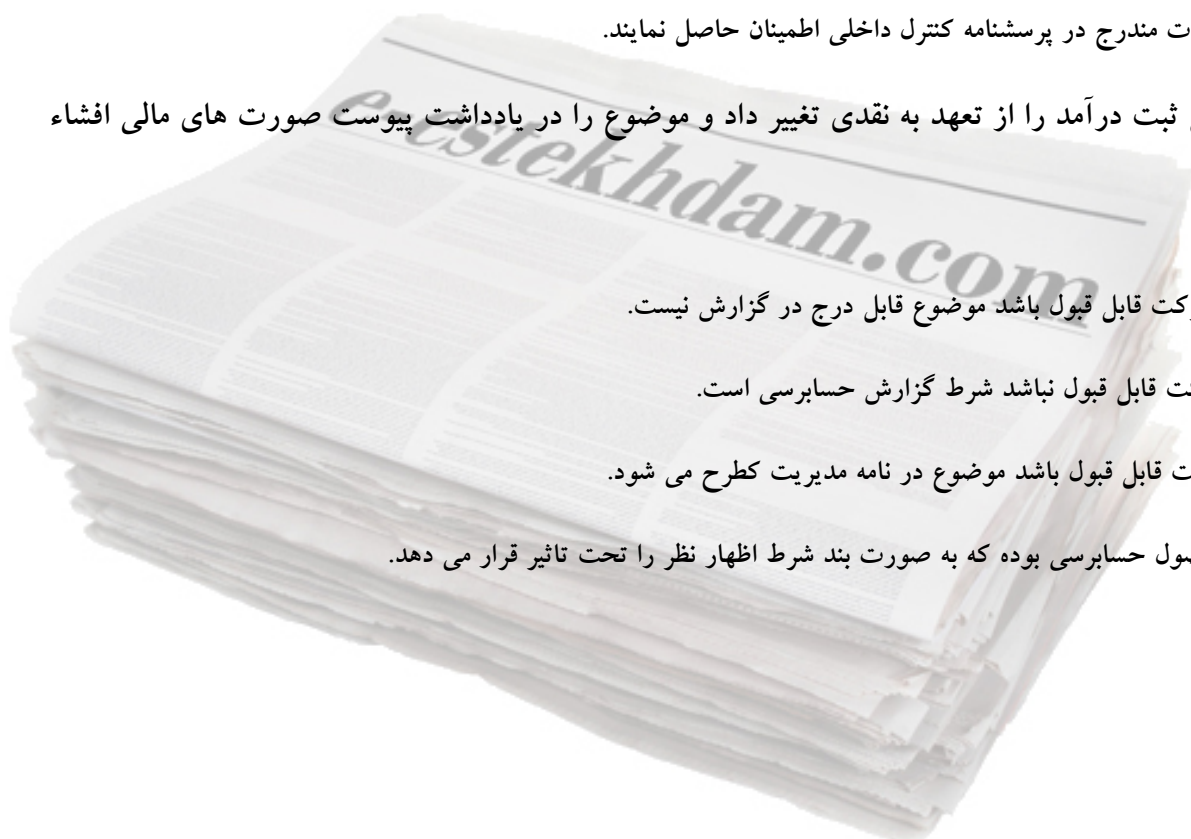 مندرج در پرسشنامه کنترل داخلی اطمینان حاصل نمایند.
ثبت درآمد را از تعهد به نقدی تغییر داد و موضوع را در یادداشت پیوست صورت های مالی افشاء
e-estekhdam.com
قابل قبول باشد موضوع قابل درج در گزارش نیست.
قابل قبول نباشد شرط گزارش حسابرسی است.
قابل قبول باشد موضوع در نامه مدیریت کطرح می شود.
حسابرسی بوده که به صورت بند شرط اظهار نظر را تحت تاثیر قرار می دهد.